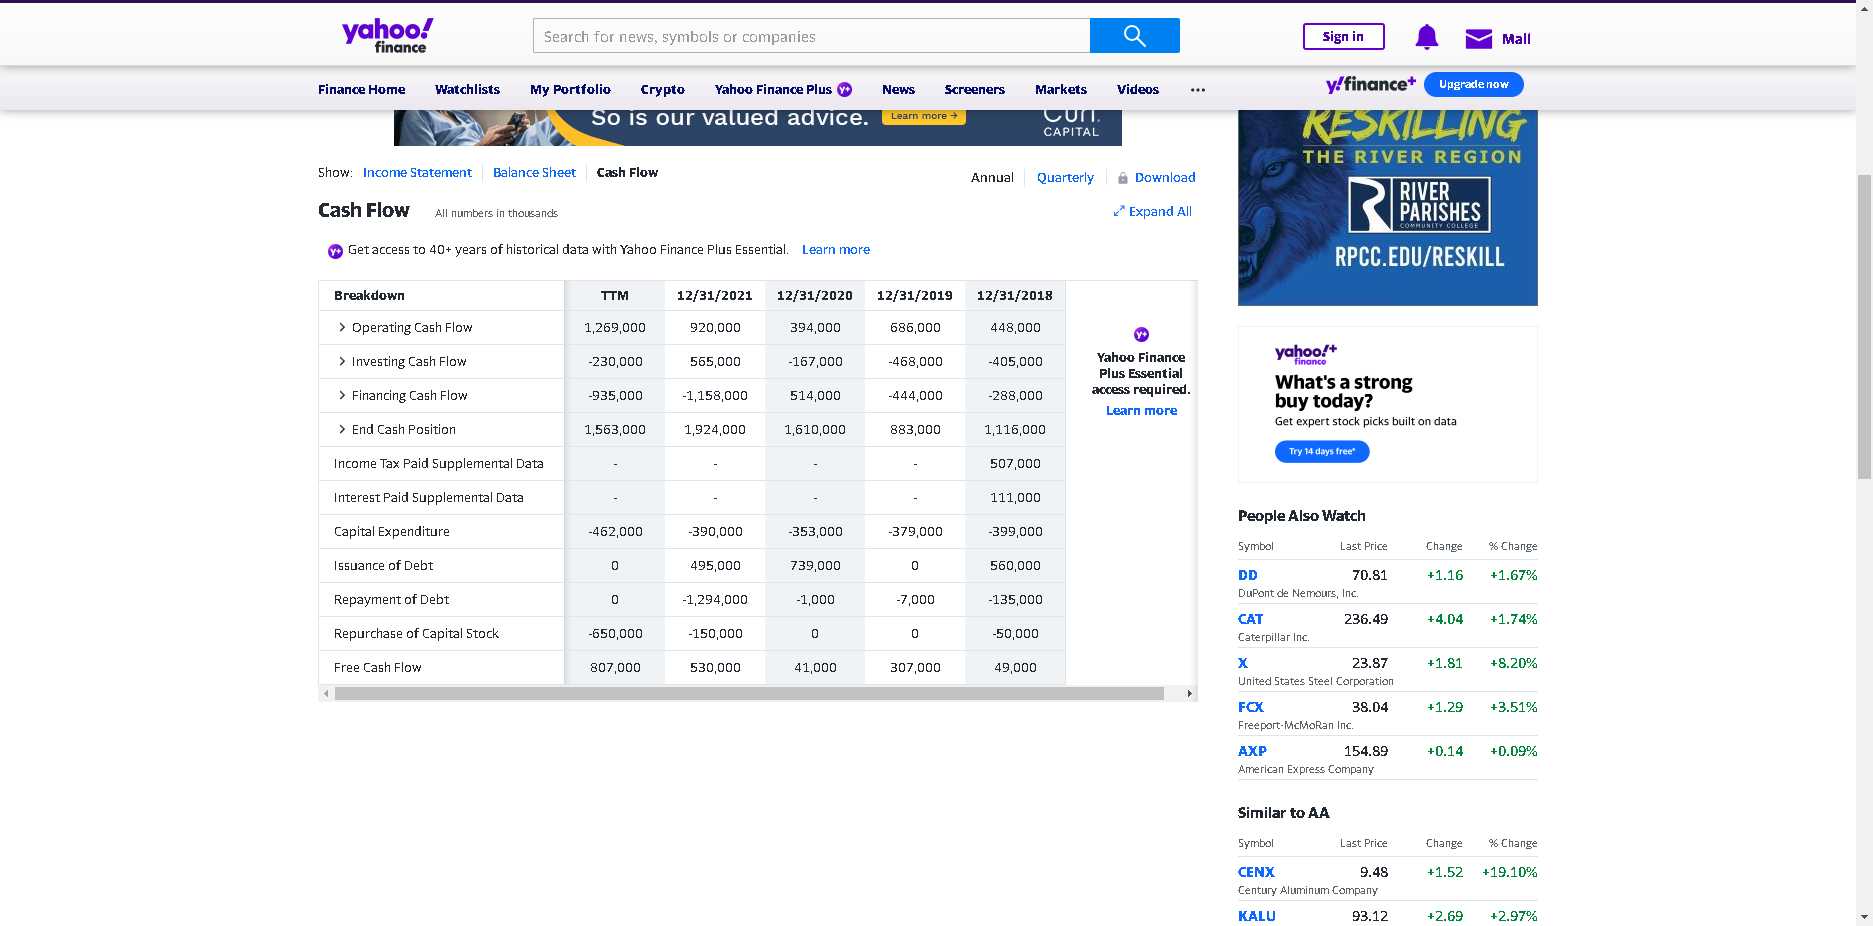 yahoo!
finance
Search for news, symbols or companies
Sign in
Mail
Finance Home Watchlists My Portfolio Crypto Yahoo Finance Plus Y+ News Screeners Markets Videos ...
y!finance+ Upgrade now
So is our valued advice. Learn more →
CAPITAL
RESKILLING
THE RIVER REGION
RIVER
PARISHES
COMMUNITY COLLEGE
RPCC.EDU/RESKILL
Show: Income Statement Balance Sheet Cash Flow
Annual Quarterly Download
Cash Flow All numbers in thousands
Expand All
Y+ Get access to 40+ years of historical data with Yahoo Finance Plus Essential. Learn more
Breakdown TTM 12/31/2021 12/31/2020 12/31/2019 12/31/2018
Operating Cash Flow 1,269,000 920,000 394,000 686,000 448,000
Investing Cash Flow -230,000 565,000 -167,000 -468,000 -405,000
Financing Cash Flow -935,000 -1,158,000 514,000 -444,000 -288,000
End Cash Position 1,563,000 1,924,000 1,610,000 883,000 1,116,000
Income Tax Paid Supplemental Data - - - - 507,000
Interest Paid Supplemental Data - - - - 111,000
Capital Expenditure -462,000 -390,000 -353,000 -379,000 -399,000
Issuance of Debt 0 495,000 739,000 0 560,000
Repayment of Debt 0 -1,294,000 -1,000 -7,000 -135,000
Repurchase of Capital Stock -650,000 -150,000 0 0 -50,000
Free Cash Flow 807,000 530,000 41,000 307,000 49,000
Y+
Yahoo Finance
Plus Essential
access required.
Learn more
yahoo!+
finance
What's a strong
buy today?
Get expert stock picks built on data
Try 14 days free*
People Also Watch
Symbol Last Price Change % Change
DD 70.81 +1.16 +1.67%
DuPont de Nemours, Inc.
CAT 236.49 +4.04 +1.74%
Caterpillar Inc.
X 23.87 +1.81 +8.20%
United States Steel Corporation
FCX 38.04 +1.29 +3.51%
Freeport-McMoRan Inc.
AXP 154.89 +0.14 +0.09%
American Express Company
Similar to AA
Symbol Last Price Change % Change
CENX 9.48 +1.52 +19.10%
Century Aluminum Company
KALU 93.12 +2.69 +2.97%